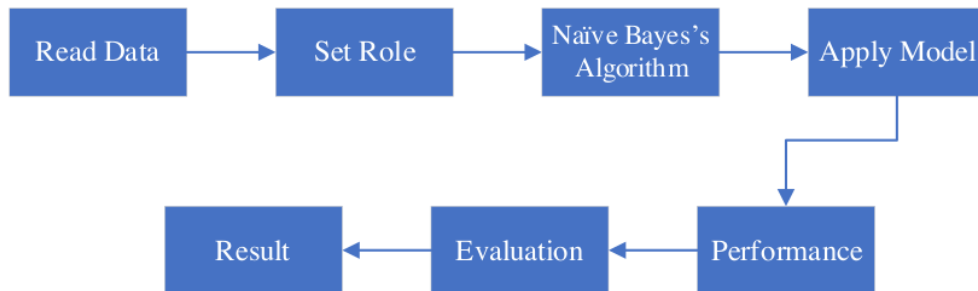 Read Data
Set Role
Naïve Bayes's
Algorithm
Apply Model
Performance
Evaluation
Result